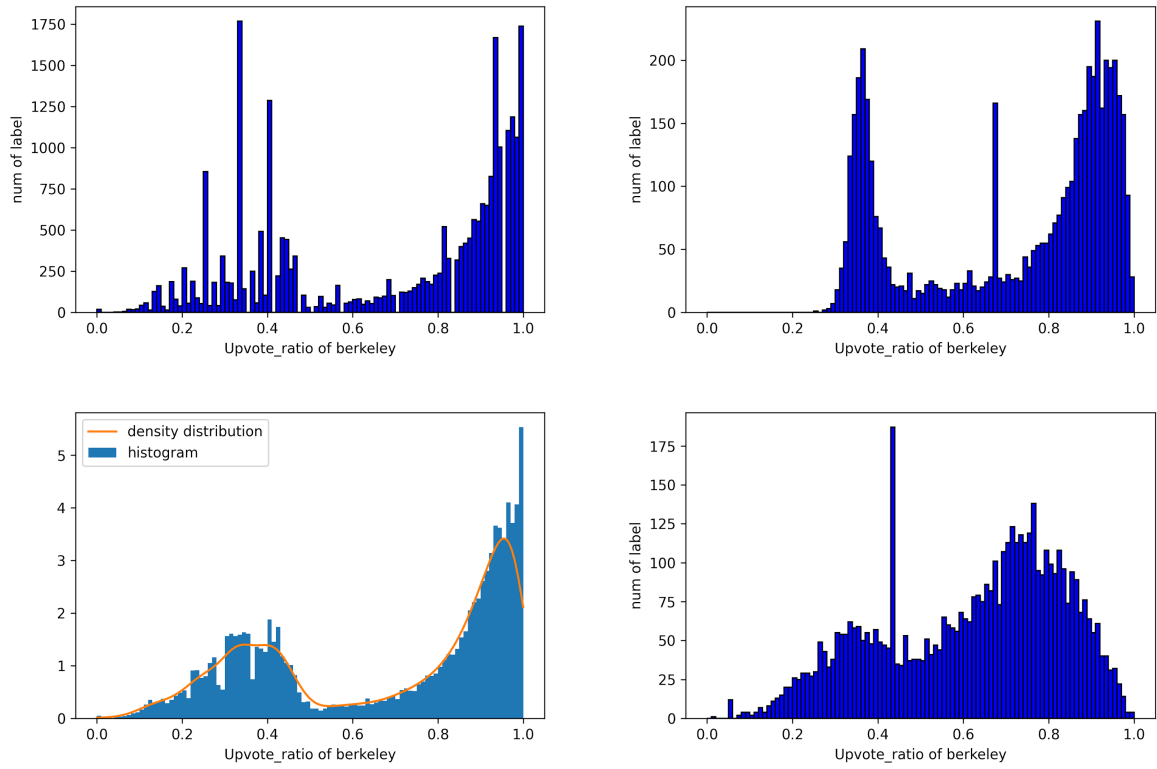 1750
1500
1250
1000
750
500
250
0
num of label
0.0 0.2 0.4 0.6 0.8 1.0
Upvote_ratio of berkeley
200
150
100
50
0
num of label
0.0 0.2 0.4 0.6 0.8 1.0
Upvote_ratio of berkeley
density distribution
histogram
5
4
3
2
1
0
0.0 0.2 0.4 0.6 0.8 1.0
Upvote_ratio of berkeley
175
150
125
100
75
50
25
0
num of label
0.0 0.2 0.4 0.6 0.8 1.0
Upvote_ratio of berkeley